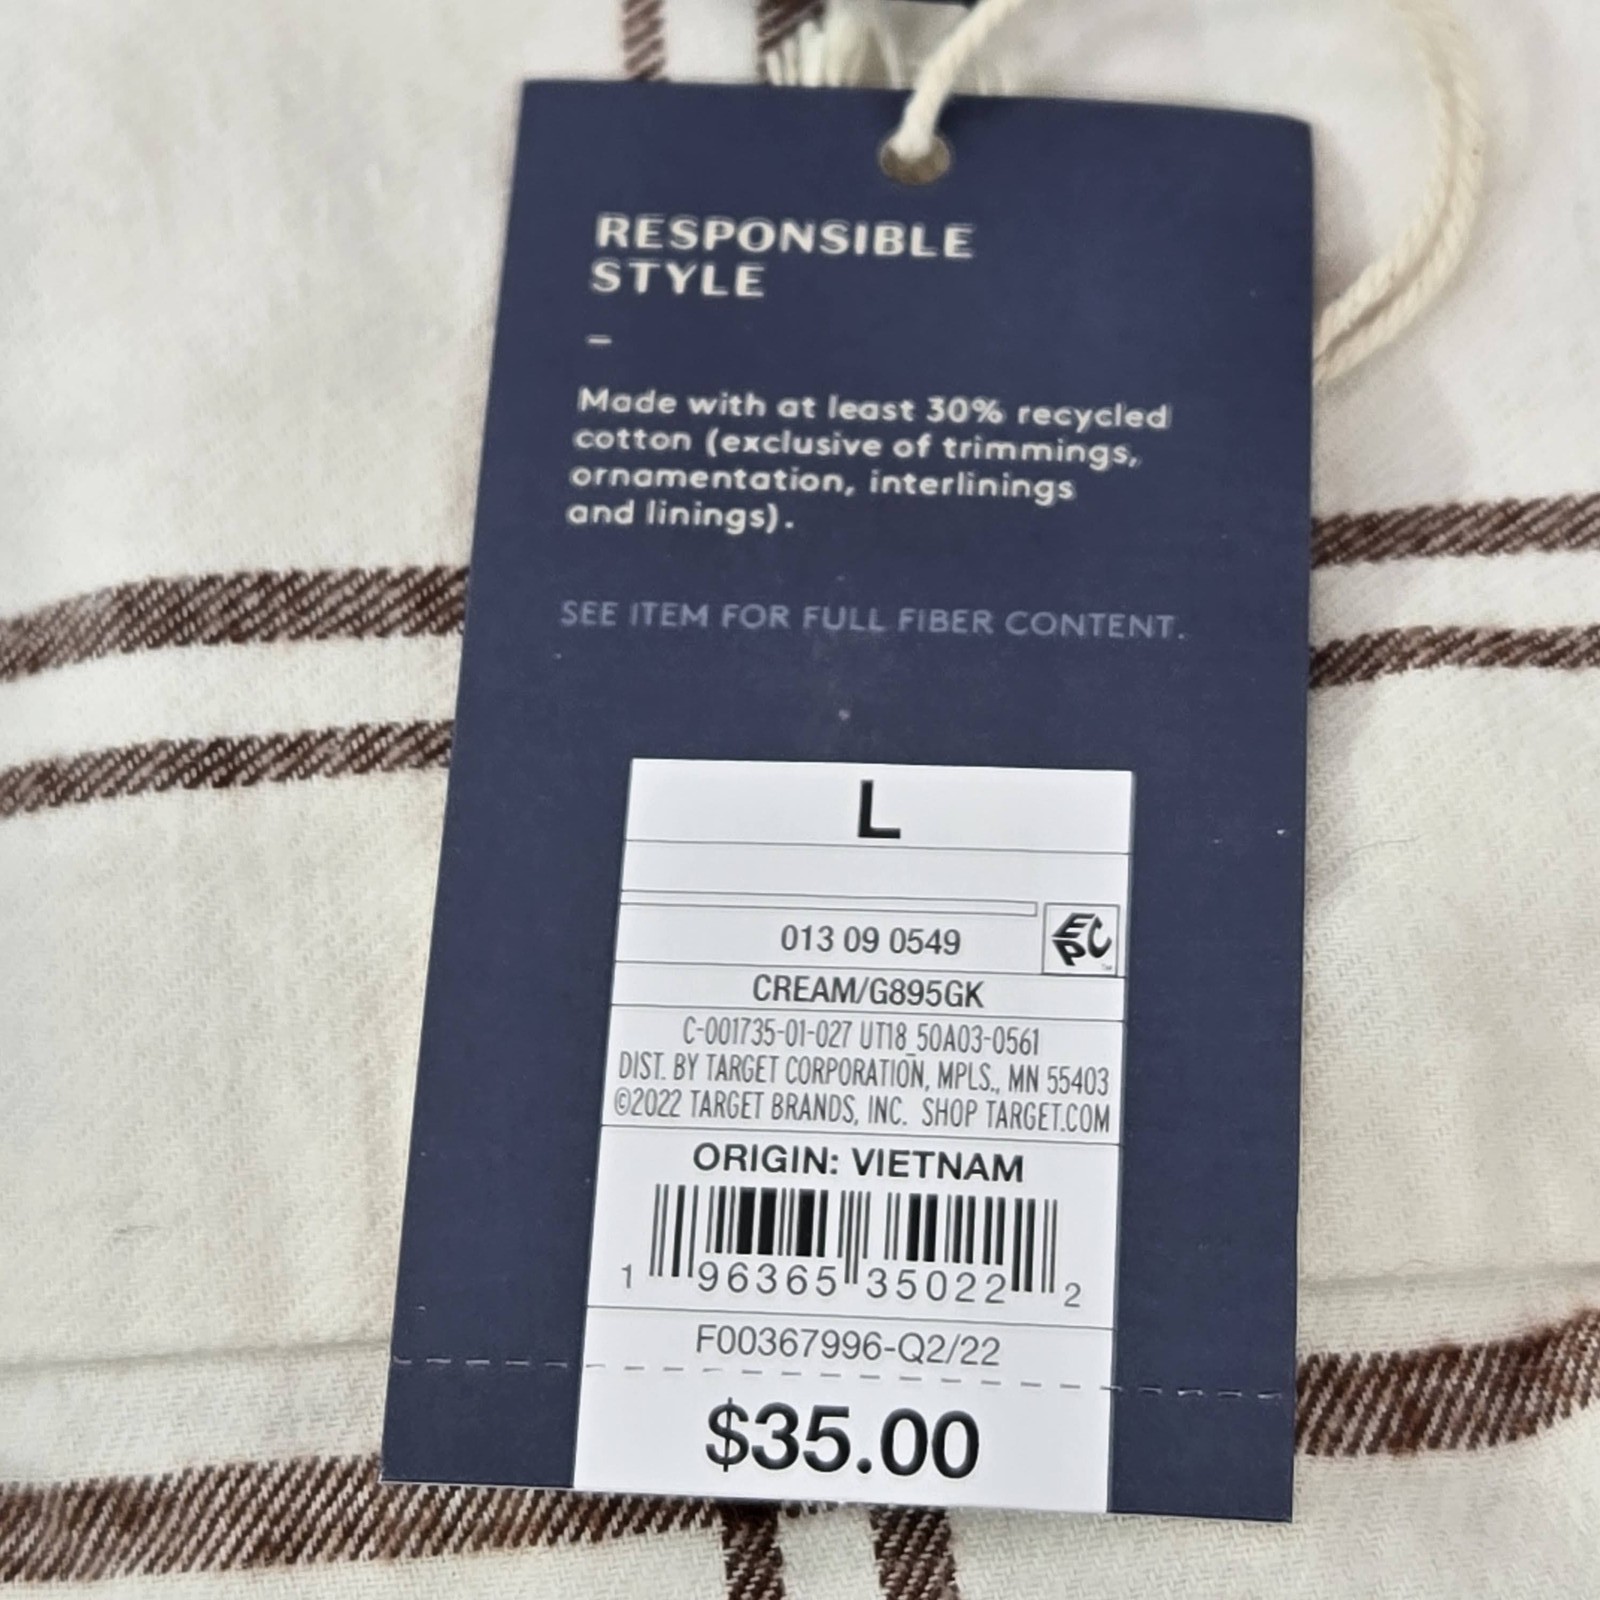 RESPONSIBLE
STYLE
–
Made with at least 30% recycled
cotton (exclusive of trimmings,
ornamentation, interlinings
and linings).
SEE ITEM FOR FULL FIBER CONTENT.
L
013 09 0549
EPC
CREAM/G895GK
C-001735-01-027 UT18_50A03-0561
DIST. BY TARGET CORPORATION, MPLS., MN 55403
©2022 TARGET BRANDS, INC. SHOP TARGET.COM
ORIGIN: VIETNAM
1 96365 35022 2
F00367996-Q2/22
$35.00